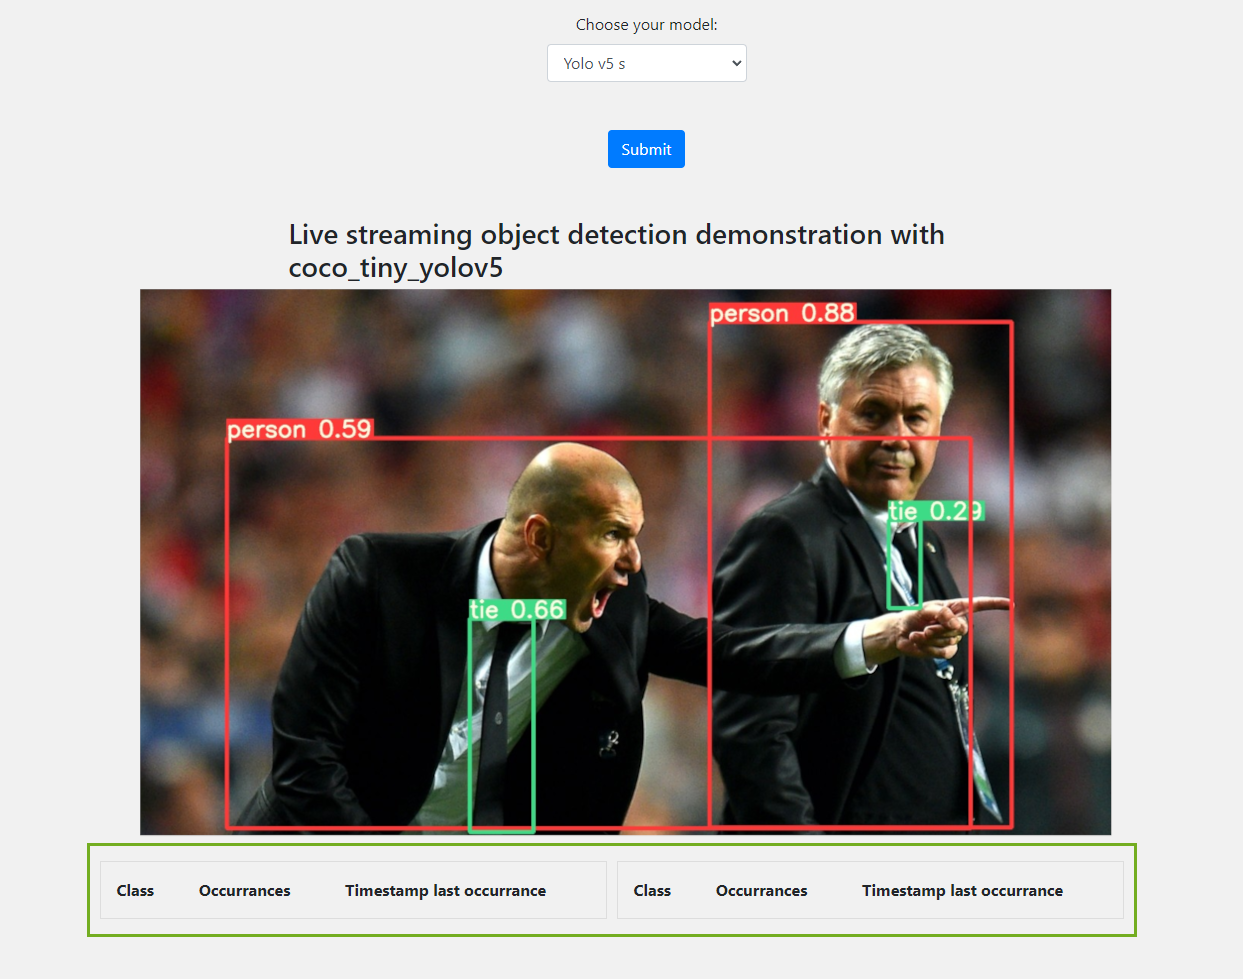 Choose your model:
Yolo v5 s
Submit
Live streaming object detection demonstration with
coco_tiny_yolov5
person 0.88
person 0.59
tie 0.29
tie 0.66
Class Occurrances Timestamp last occurrance Class Occurrances Timestamp last occurrance